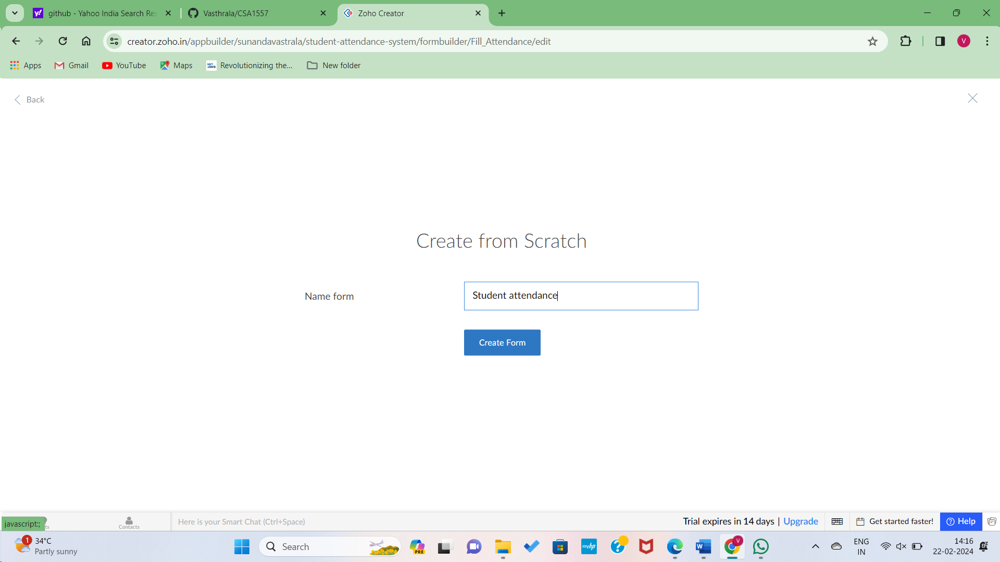 github - Yahoo India Search Res
Vasthrala/CSA1557
Zoho Creator
creator.zoho.in/appbuilder/sunandavastrala/student-attendance-system/formbuilder/Fill_Attendance/edit
V
Apps
Gmail
YouTube
Maps
Revolutionizing the...
New folder
Back
Create from Scratch
Name form
Student attendance
Create Form
javascript:;
ts
Contacts
Here is your Smart Chat (Ctrl+Space)
Trial expires in 14 days | Upgrade
Get started faster!
Help
1
34°C
Partly sunny
Search
PRE
myhp
W
V
ENG
IN
14:16
22-02-2024